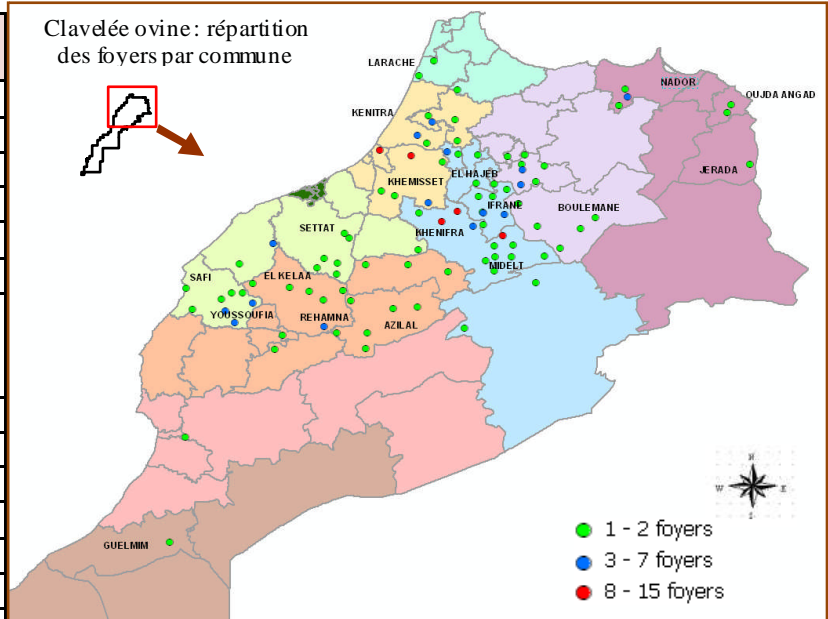 Clavelée ovine : répartition
des foyers par commune
LARACHE
NADOR
OUJDA ANGAD
KENITRA
JERADA
EL HAJEB
KHEMISSET
IFRANE
BOULEMANE
SETTAT
KHENIFRA
MIDELT
SAFI
EL KELAA
YOUSSOUFIA
REHAMNA
AZILAL
N
W
E
S
GUELMIM
1 - 2 foyers
3 - 7 foyers
8 - 15 foyers